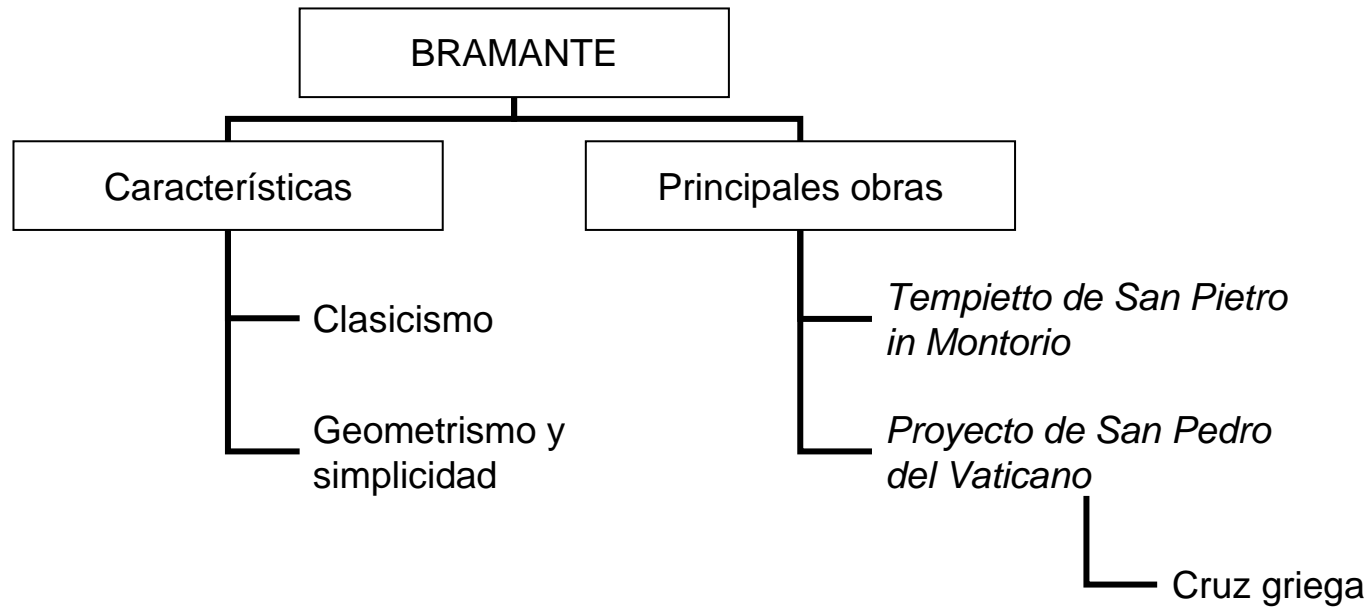 BRAMANTE
Características
Principales obras
Clasicismo
Geometrismo y
simplicidad
Tempietto de San Pietro
in Montorio
Proyecto de San Pedro
del Vaticano
Cruz griega